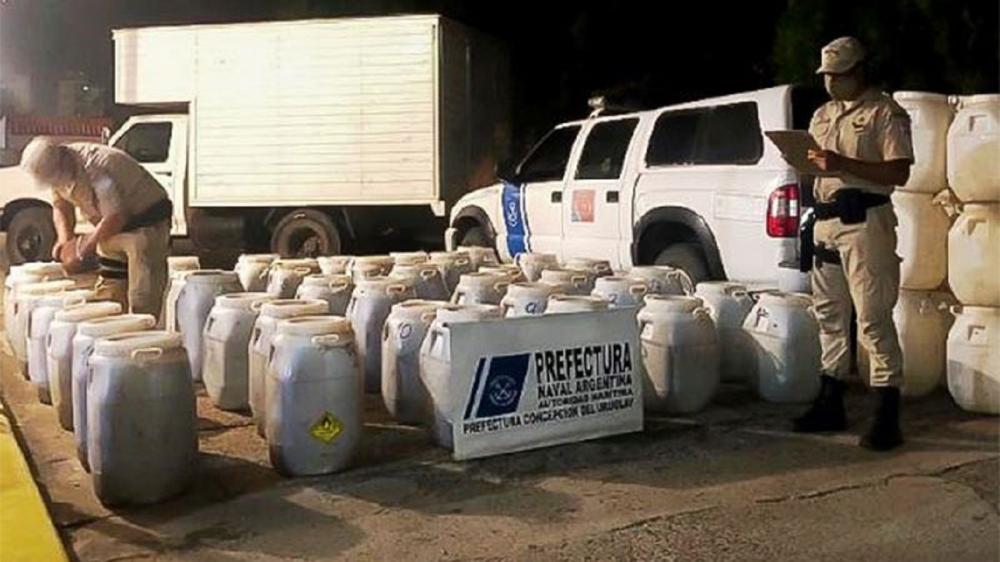 PREFECTURA
NAVAL ARGENTINA
AUTORIDAD MARITIMA
PREFECTURA CONCEPCION DEL URUGUAY